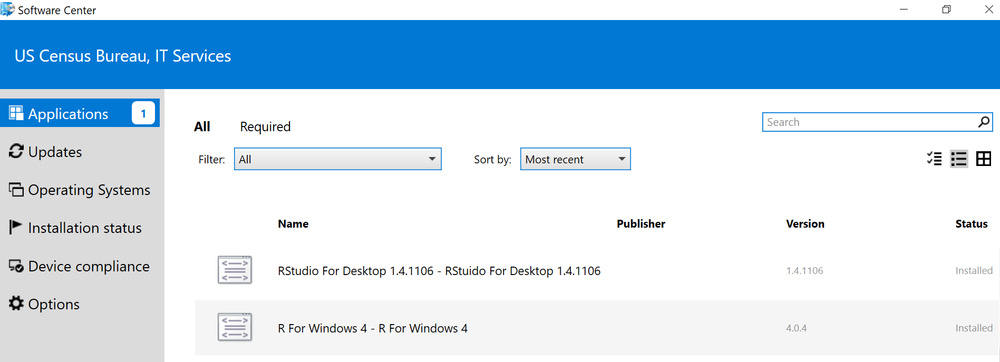 Software Center
US Census Bureau, IT Services
Applications 1
Updates
Operating Systems
Installation status
Device compliance
Options
All Required
Search
Filter: All Sort by: Most recent
Name Publisher Version Status
RStudio For Desktop 1.4.1106 - RStuido For Desktop 1.4.1106 1.4.1106 Installed
R For Windows 4 - R For Windows 4 4.0.4 Installed